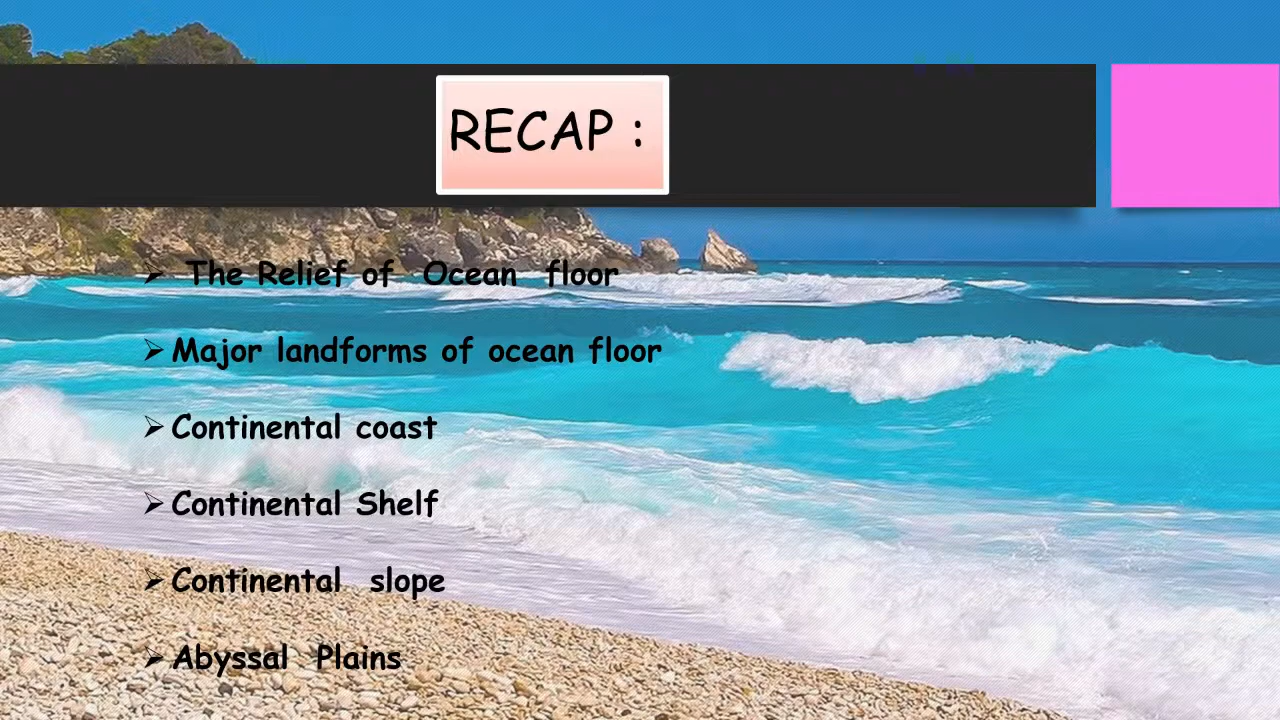 RECAP :
➢ The Relief of Ocean floor
➢ Major landforms of ocean floor
➢ Continental coast
➢ Continental Shelf
➢ Continental slope
➢ Abyssal Plains